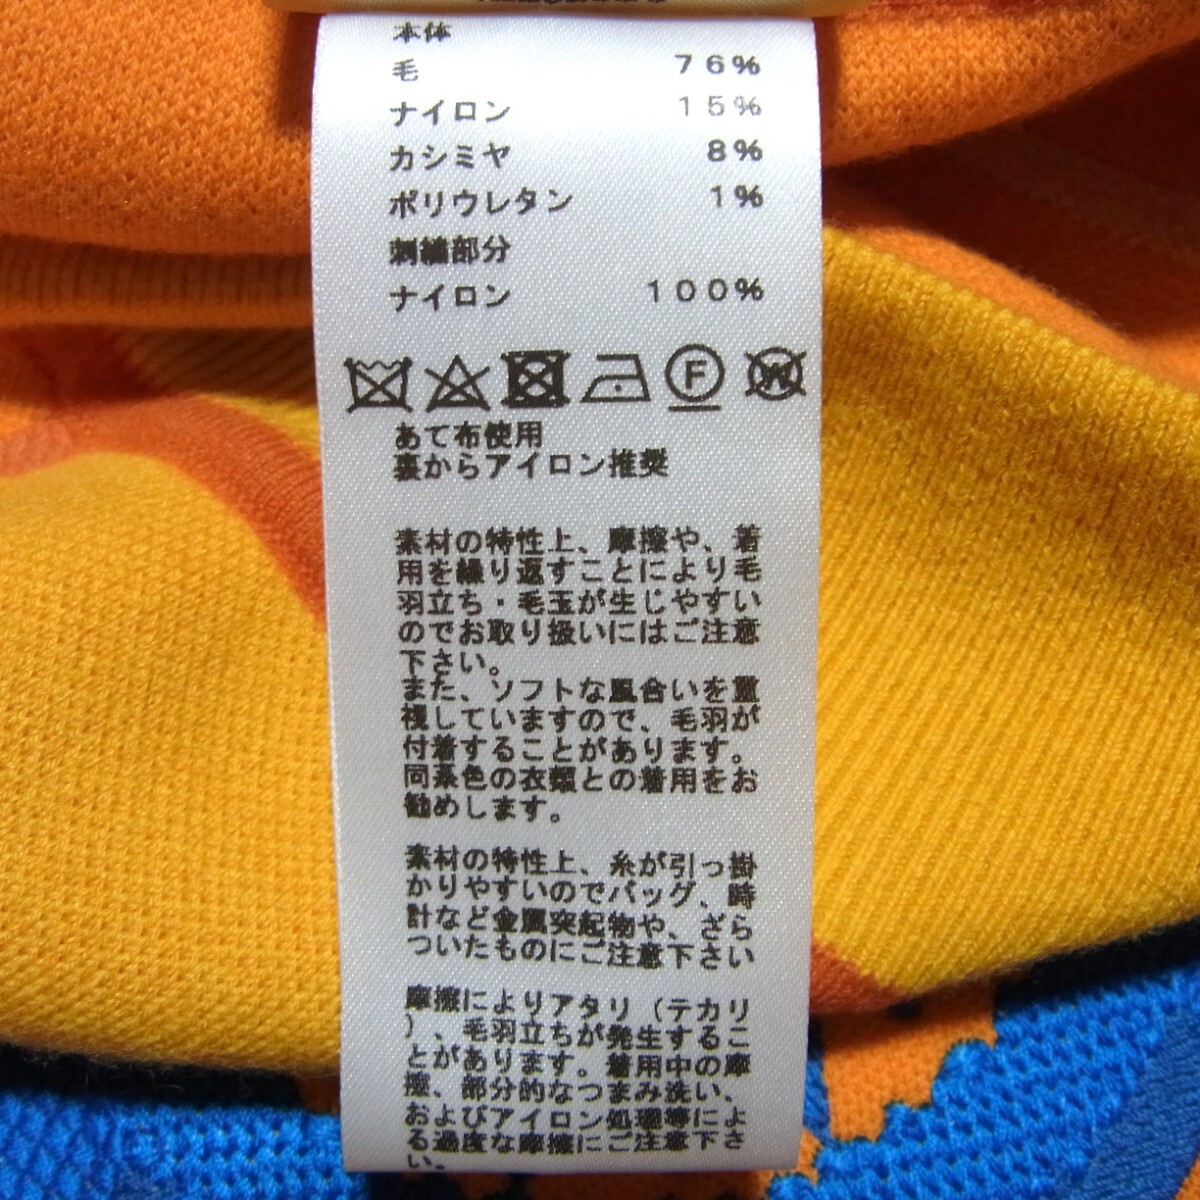 本体
毛 76%
ナイロン 15%
カシミヤ 8%
ポリウレタン 1%
刺繍部分
ナイロン 100%
F W
あて布使用
裏からアイロン推奨
素材の特性上、摩擦や、着
用を繰り返すことにより毛
羽立ち・毛玉が生じやすい
のでお取り扱いにはご注意
下さい。
また、ソフトな風合いを重
視していますので、毛羽が
付着することがあります。
同系色の衣類との着用をお
勧めします。
素材の特性上、糸が引っ掛
かりやすいのでバッグ、時
計など金属突起物や、ざら
ついたものにご注意下さい
摩擦によりアタリ（テカリ
）、毛羽立ちが発生するこ
とがあります。着用中の摩
擦、部分的なつまみ洗い、
およびアイロン処理等によ
る過度な摩擦にご注意下さ
い。